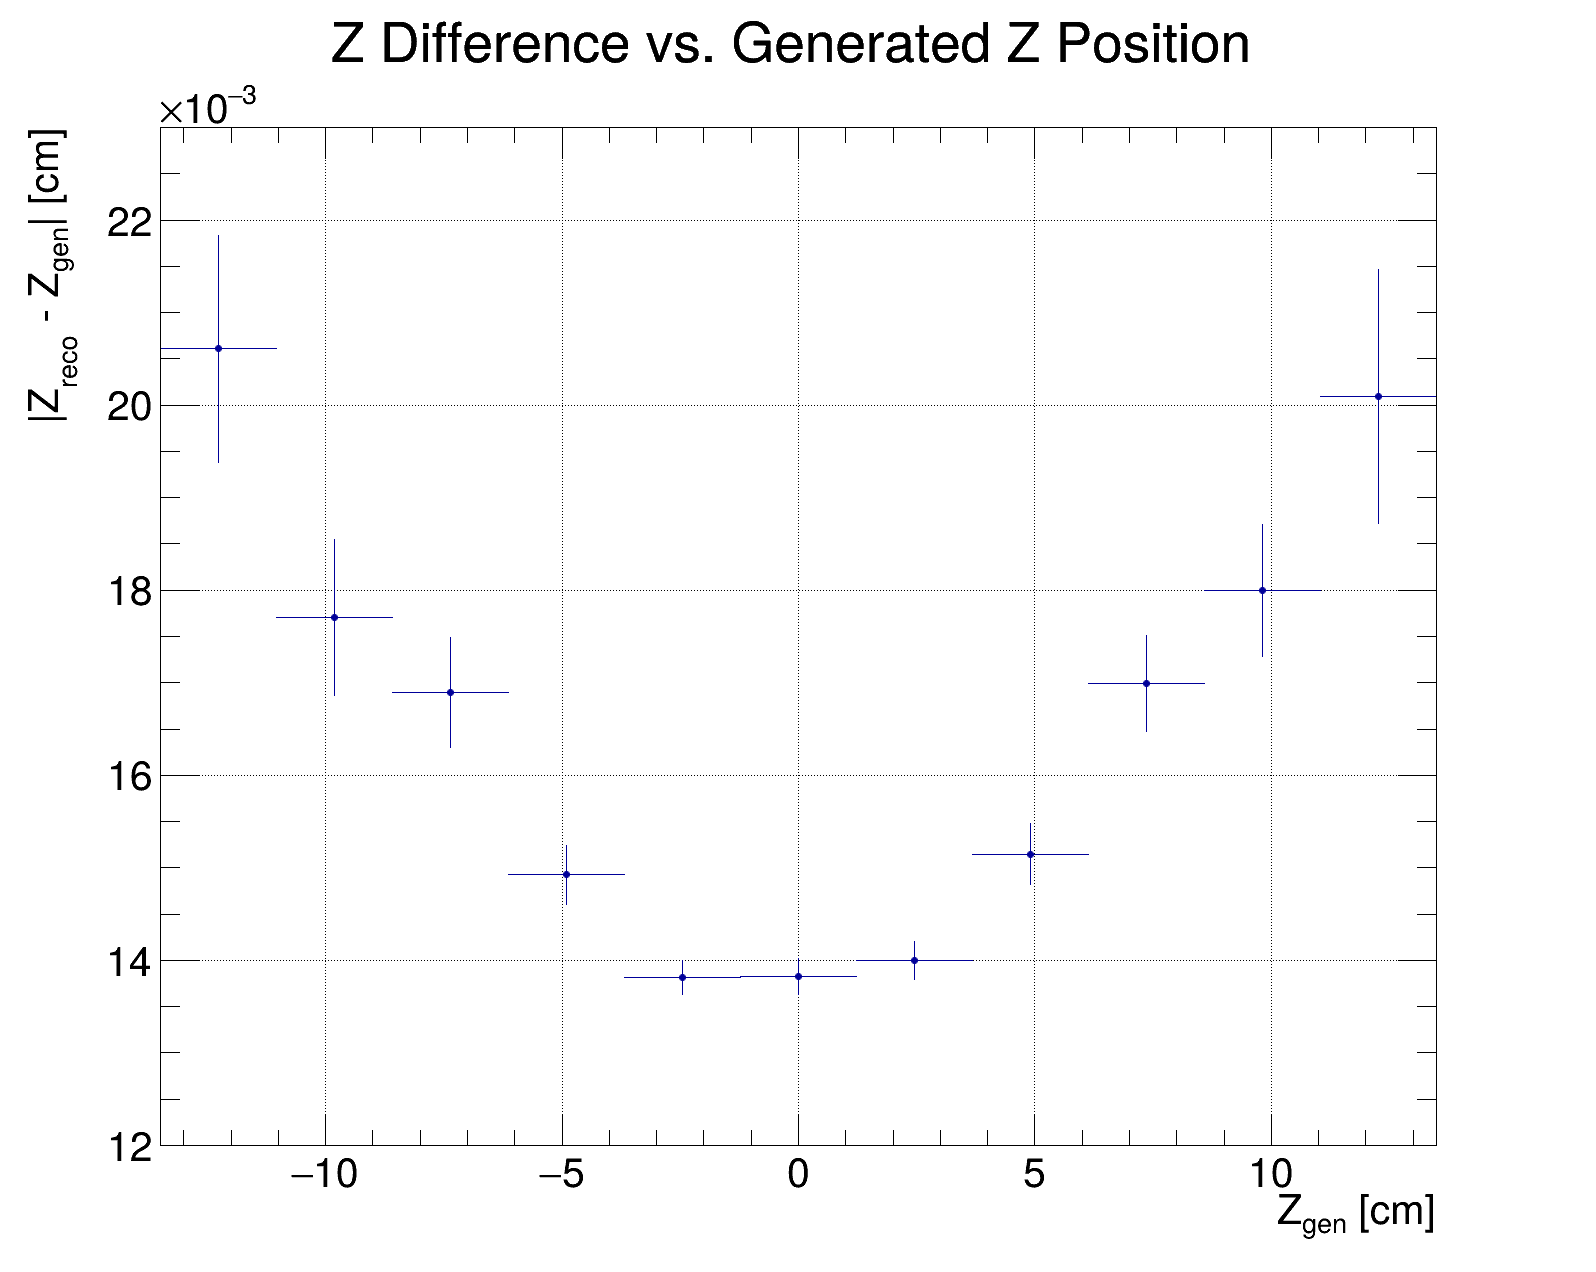 Z Difference vs. Generated Z Position
×10⁻³
|Z_reco - Z_gen| [cm]
22
20
18
16
14
12
−10 −5 0 5 10
Z_gen [cm]